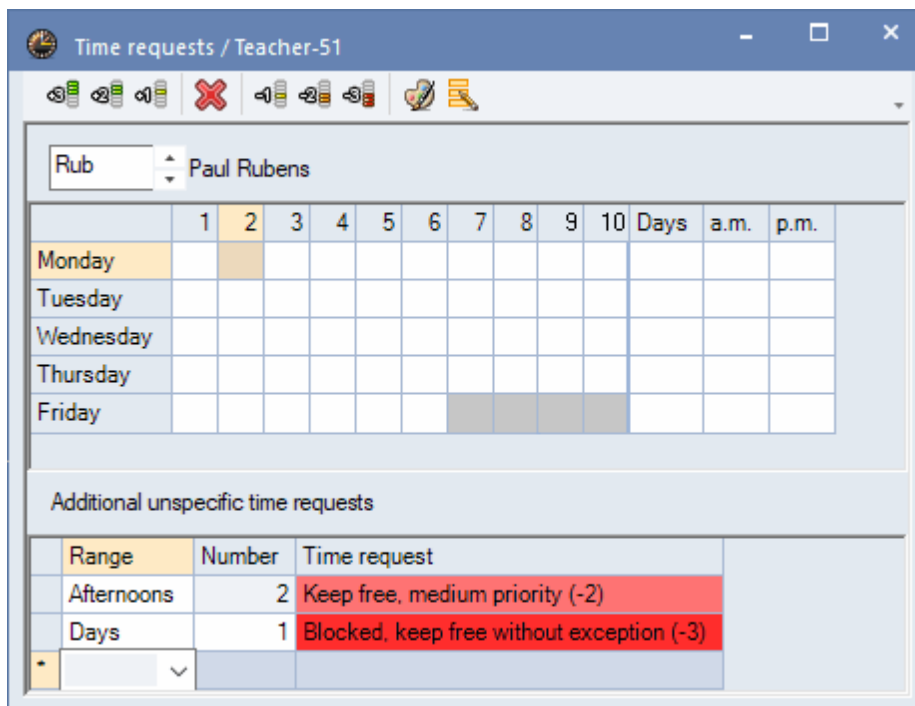 Time requests / Teacher-51
Rub Paul Rubens
1 2 3 4 5 6 7 8 9 10 Days a.m. p.m.
Monday
Tuesday
Wednesday
Thursday
Friday
Additional unspecific time requests
Range Number Time request
Afternoons 2 Keep free, medium priority (-2)
Days 1 Blocked, keep free without exception (-3)
*